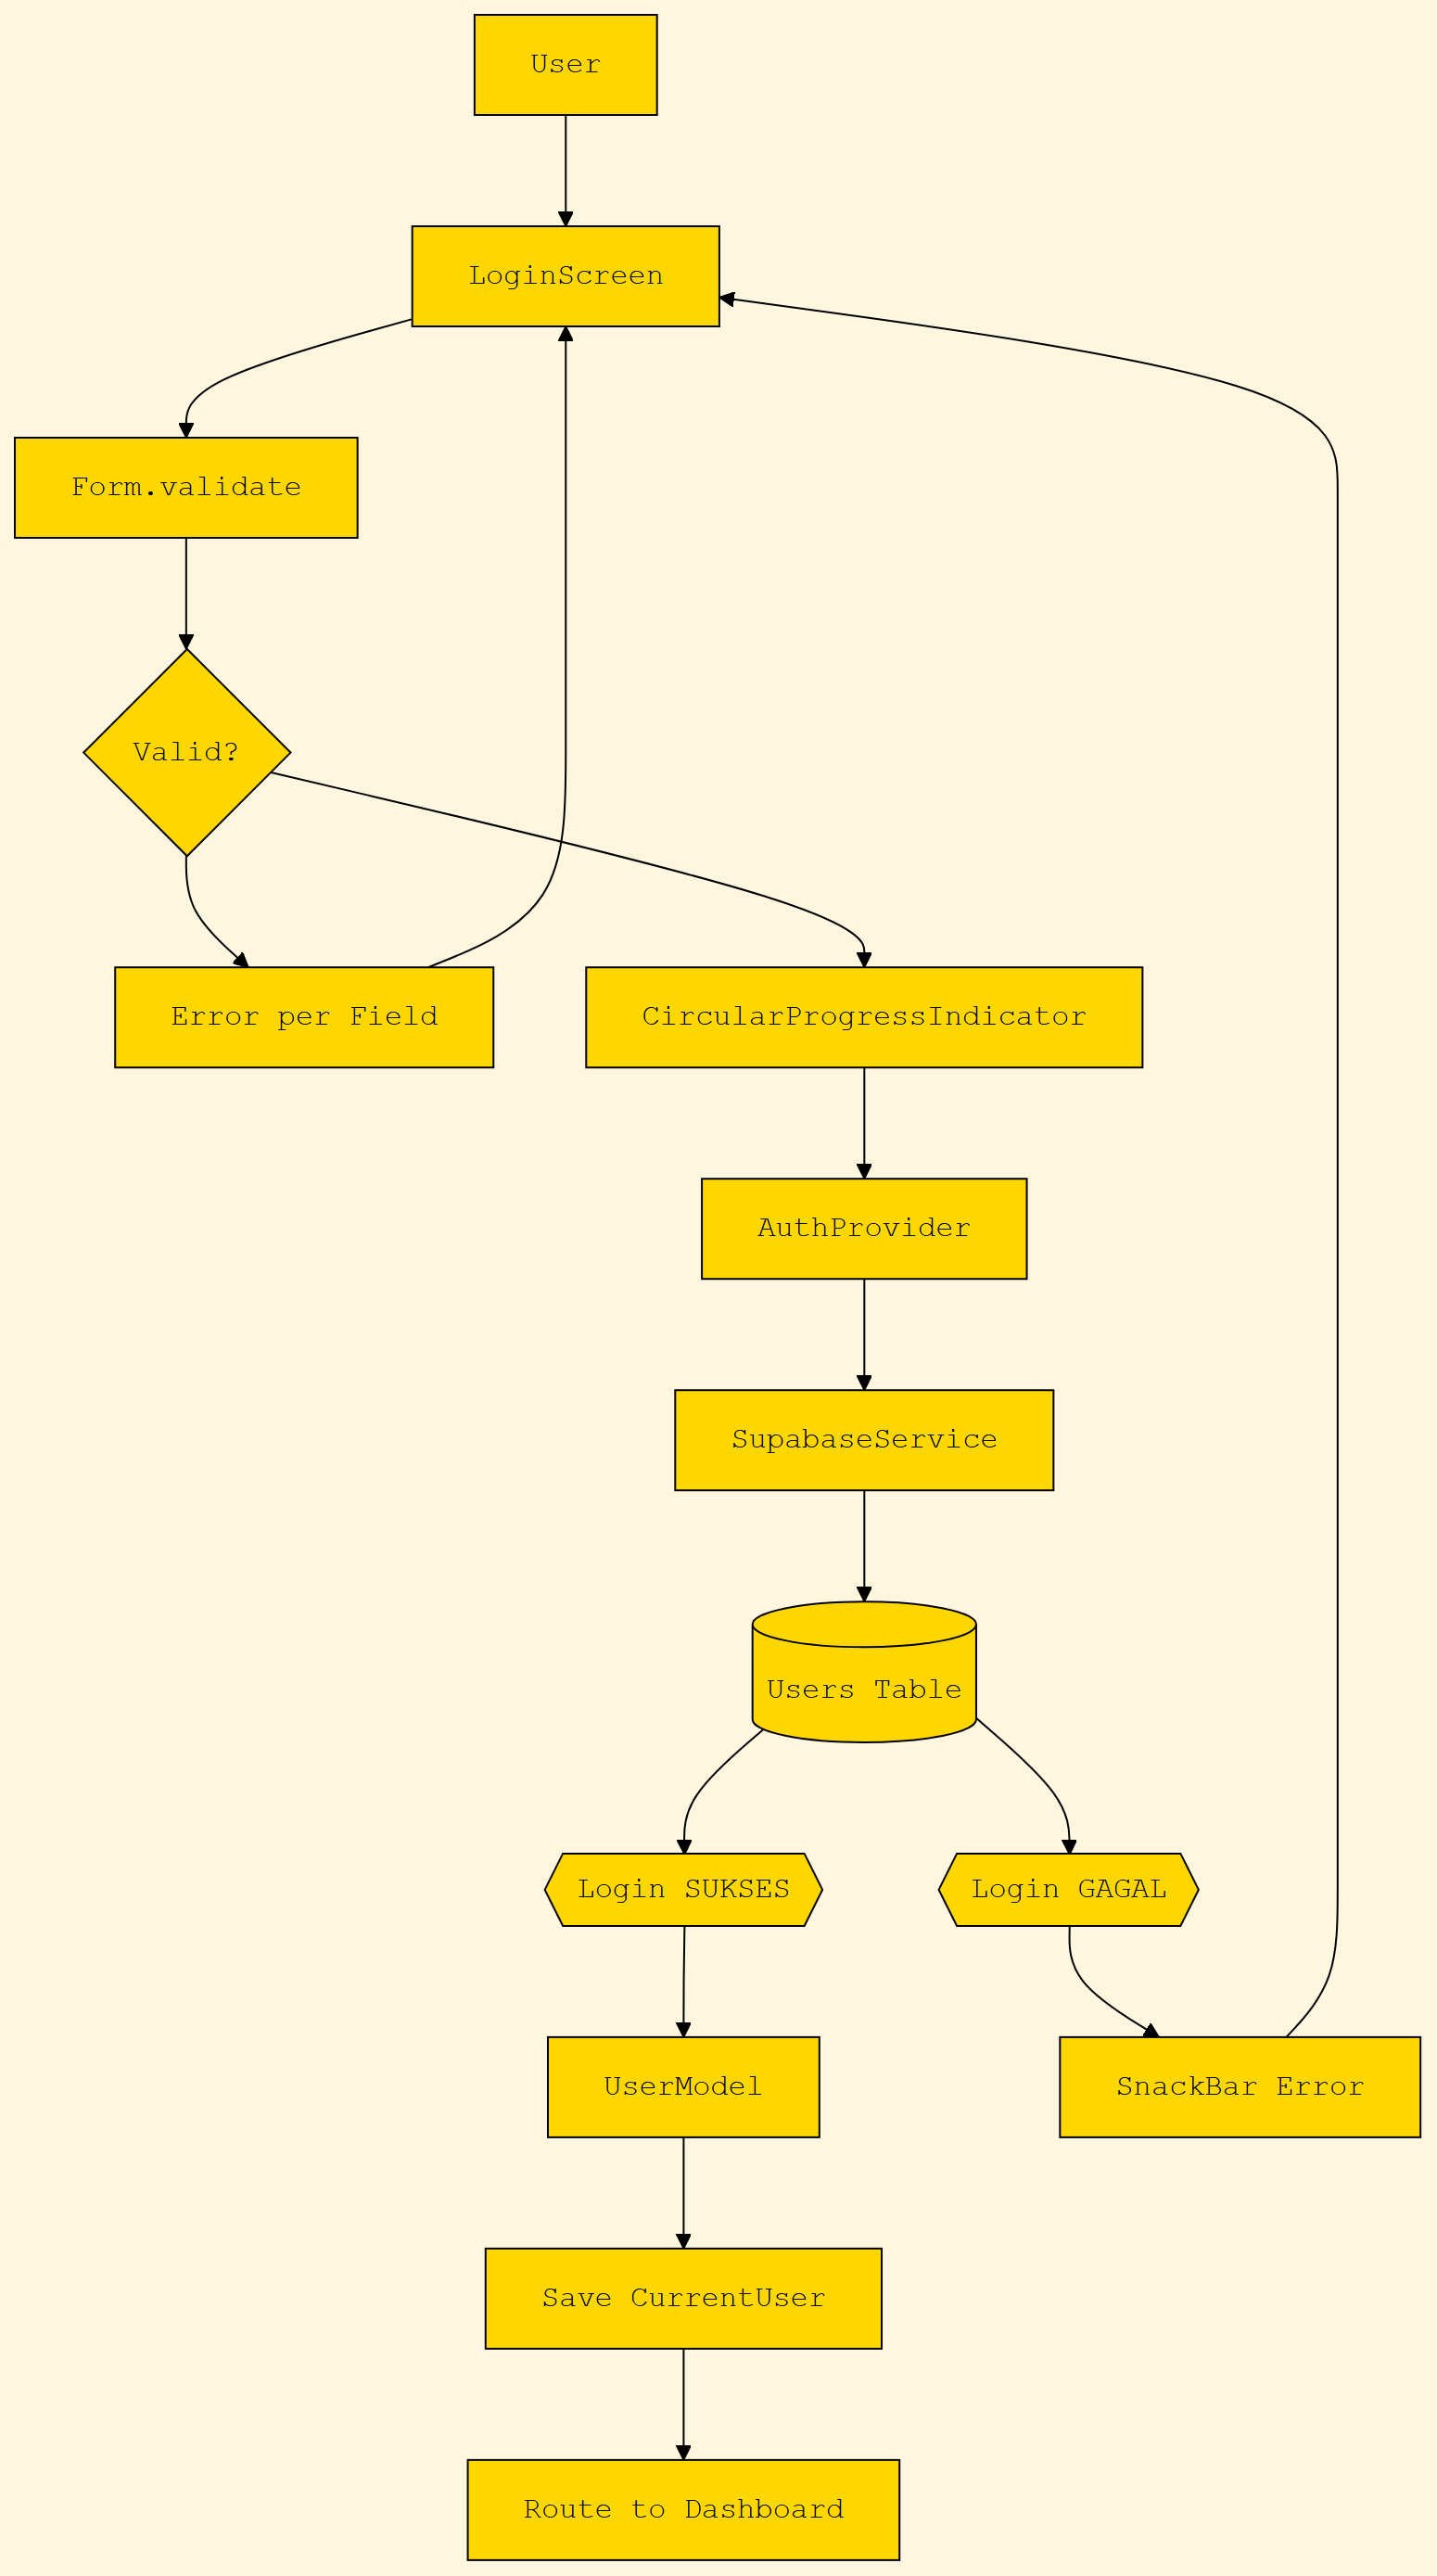 User
LoginScreen
Form.validate
Valid?
Error per Field
CircularProgressIndicator
AuthProvider
SupabaseService
Users Table
Login SUKSES
Login GAGAL
UserModel
SnackBar Error
Save CurrentUser
Route to Dashboard